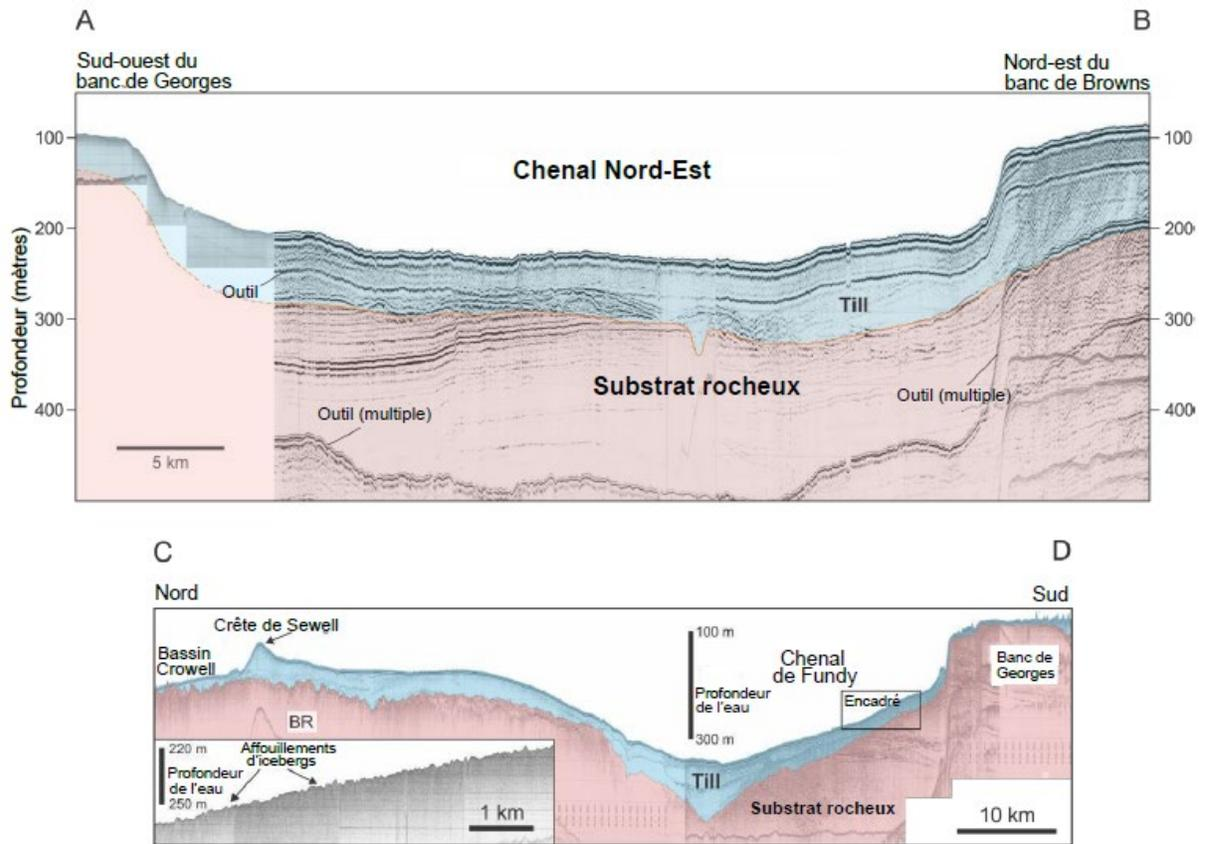 A
B
Sud-ouest du
banc de Georges
Nord-est du
banc de Browns
100
200
300
400
100
200
300
400
Profondeur (mètres)
Chenal Nord-Est
Outil
Till
Substrat rocheux
Outil (multiple)
Outil (multiple)
5 km
C
D
Nord
Sud
Crête de Sewell
Bassin
Crowell
100 m
Chenal
de Fundy
Banc de
Georges
Profondeur
de l'eau
Encadré
300 m
BR
Till
Substrat rocheux
220 m
Affouillements
d'icebergs
Profondeur
de l'eau
250 m
1 km
10 km